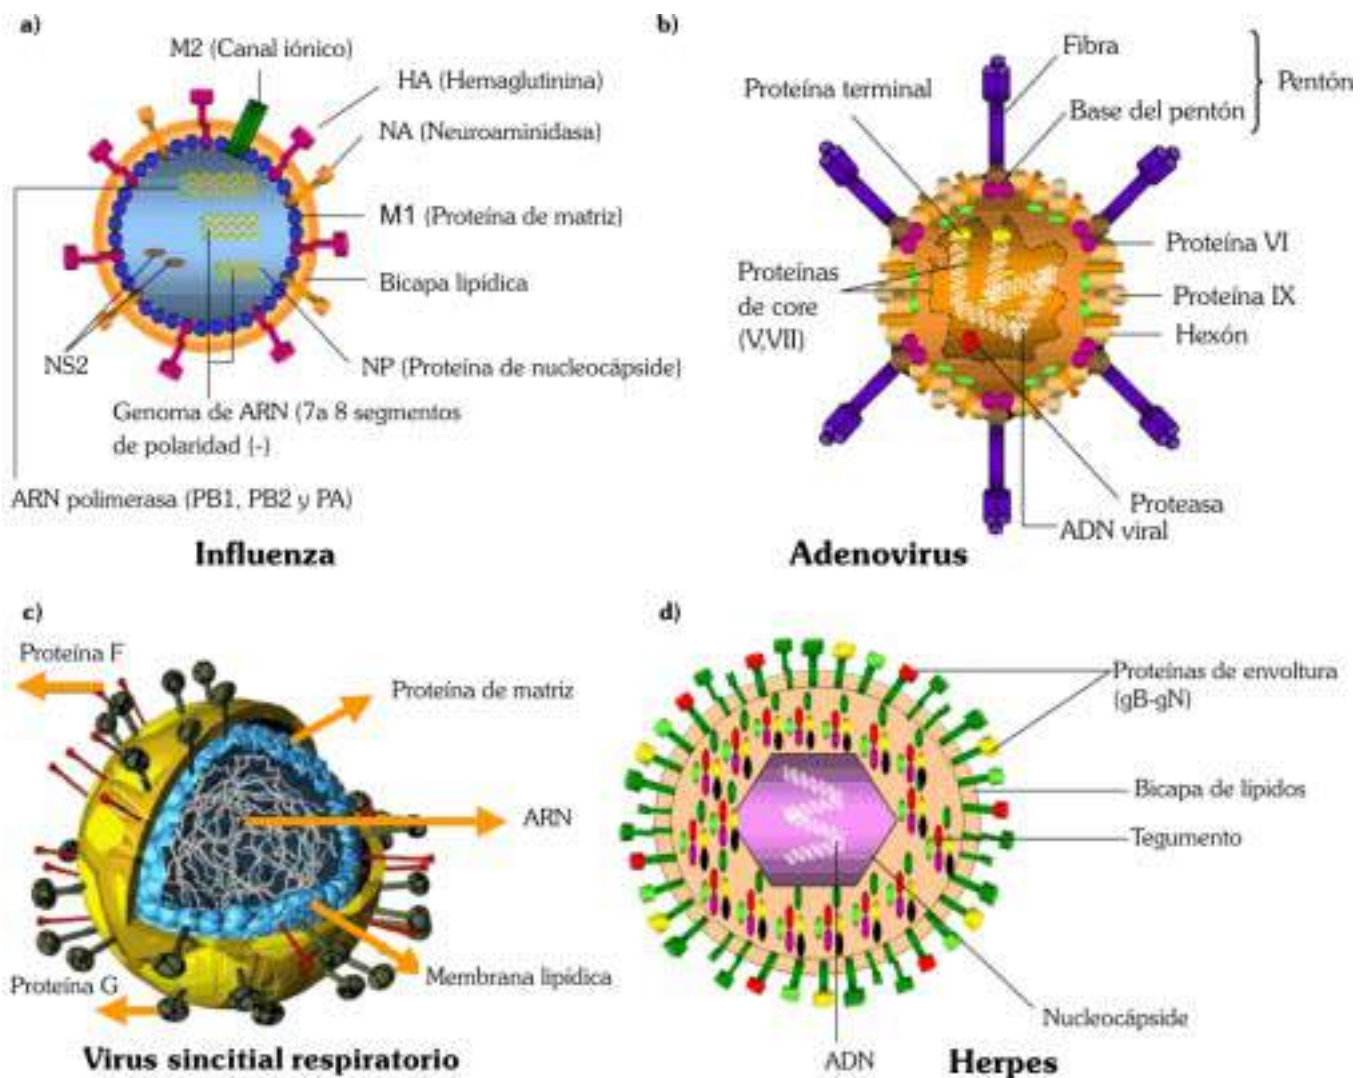 a)
M2 (Canal iónico)
HA (Hemaglutinina)
NA (Neuroaminidasa)
M1 (Proteína de matriz)
Bicapa lipídica
NS2
NP (Proteína de nucleocápside)
Genoma de ARN (7a 8 segmentos
de polaridad (-)
ARN polimerasa (PB1, PB2 y PA)
Influenza
b)
Fibra
Pentón
Proteína terminal
Base del pentón
Proteína VI
Proteínas
de core
(V,VII)
Proteína IX
Hexón
Proteasa
ADN viral
Adenovirus
c)
Proteína F
Proteína de matriz
ARN
Membrana lipídica
Proteína G
Virus sincitial respiratorio
d)
Proteínas de envoltura
(gB-gN)
Bicapa de lípidos
Tegumento
Nucleocápside
ADN
Herpes